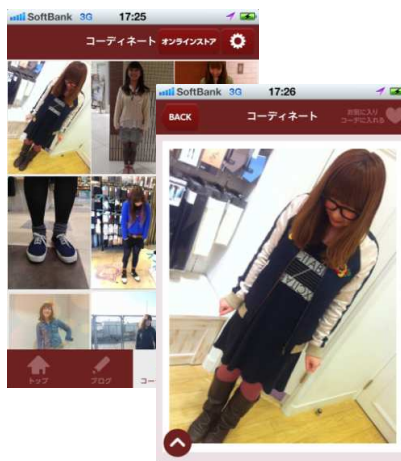 SoftBank 3G 17:25
コーディネート オンラインストア
トップ ブログ コー
SoftBank 3G 17:26
BACK コーディネート お気に入り
コーデに入れる